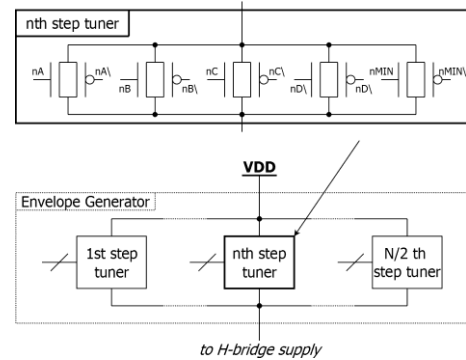 nth step tuner
nA nA\ nB nB\ nC nC\ nD\ nD\ nMIN nMIN\
VDD
Envelope Generator
1st step
tuner
nth step
tuner
N/2 th
step tuner
to H-bridge supply